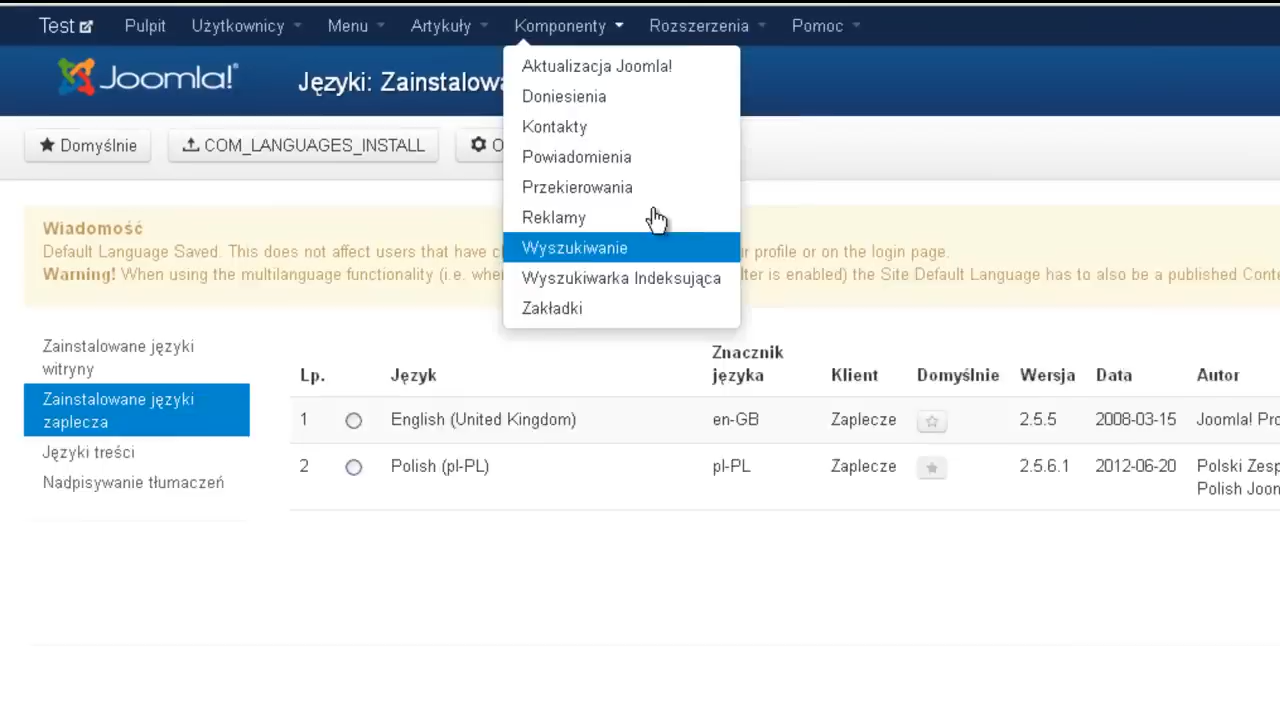 Test Pulpit Użytkownicy Menu Artykuły Komponenty Rozszerzenia Pomoc
Joomla!®
Języki: Zainstalowa
Aktualizacja Joomla!
Doniesienia
Kontakty
Powiadomienia
Przekierowania
Reklamy
Wyszukiwanie
Wyszukiwarka Indeksująca
Zakładki
Domyślnie COM_LANGUAGES_INSTALL O
Wiadomość
Default Language Saved. This does not affect users that have c r profile or on the login page.
Warning! When using the multilanguage functionality (i.e. whe lter is enabled) the Site Default Language has to also be a published Conte
Zainstalowane języki
witryny
Zainstalowane języki
zaplecza
Języki treści
Nadpisywanie tłumaczeń
Lp. Język Znacznik języka Klient Domyślnie Wersja Data Autor
1 English (United Kingdom) en-GB Zaplecze 2.5.5 2008-03-15 Joomla! Pro
2 Polish (pl-PL) pl-PL Zaplecze 2.5.6.1 2012-06-20 Polski Zesp
Polish Joon